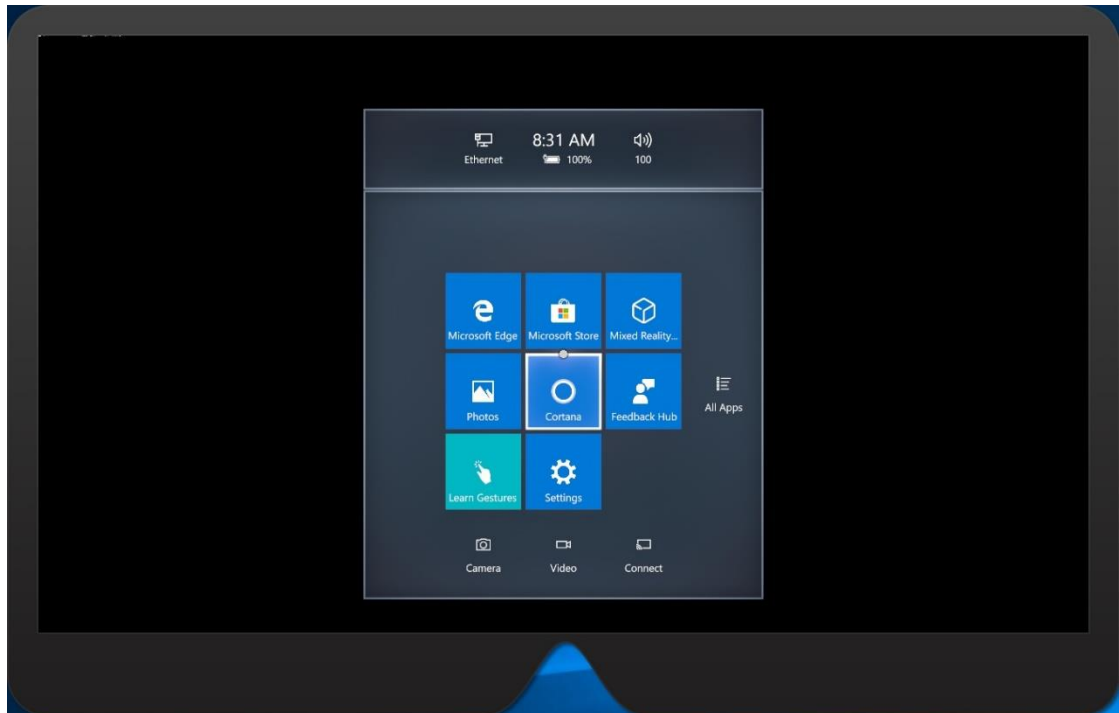 8:31 AM
Ethernet
100%
100
Microsoft Edge
Microsoft Store
Mixed Reality...
Photos
Cortana
Feedback Hub
All Apps
Learn Gestures
Settings
Camera
Video
Connect